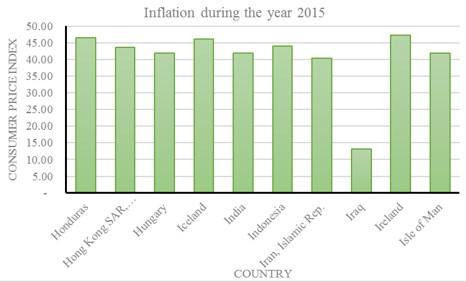 Inflation during the year 2015
CONSUMER PRICE INDEX
50.00
45.00
40.00
35.00
30.00
25.00
20.00
15.00
10.00
5.00
-
Honduras
Hong Kong SAR,...
Hungary
Iceland
India
Indonesia
Iran, Islamic Rep.
Iraq
Ireland
Isle of Man
COUNTRY